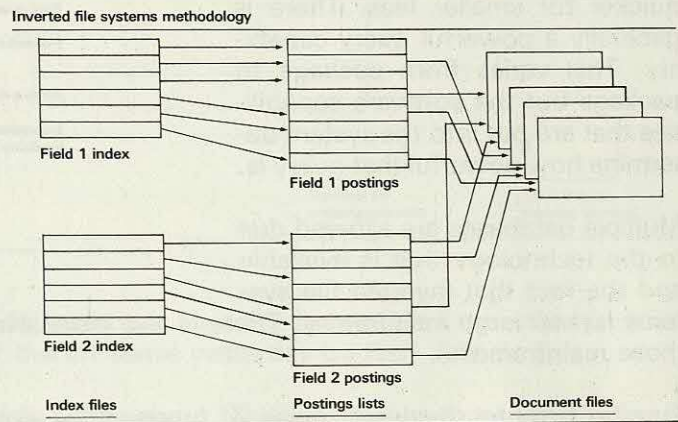 Inverted file systems methodology
Field 1 index
Field 1 postings
Field 2 index
Field 2 postings
Index files
Postings lists
Document files